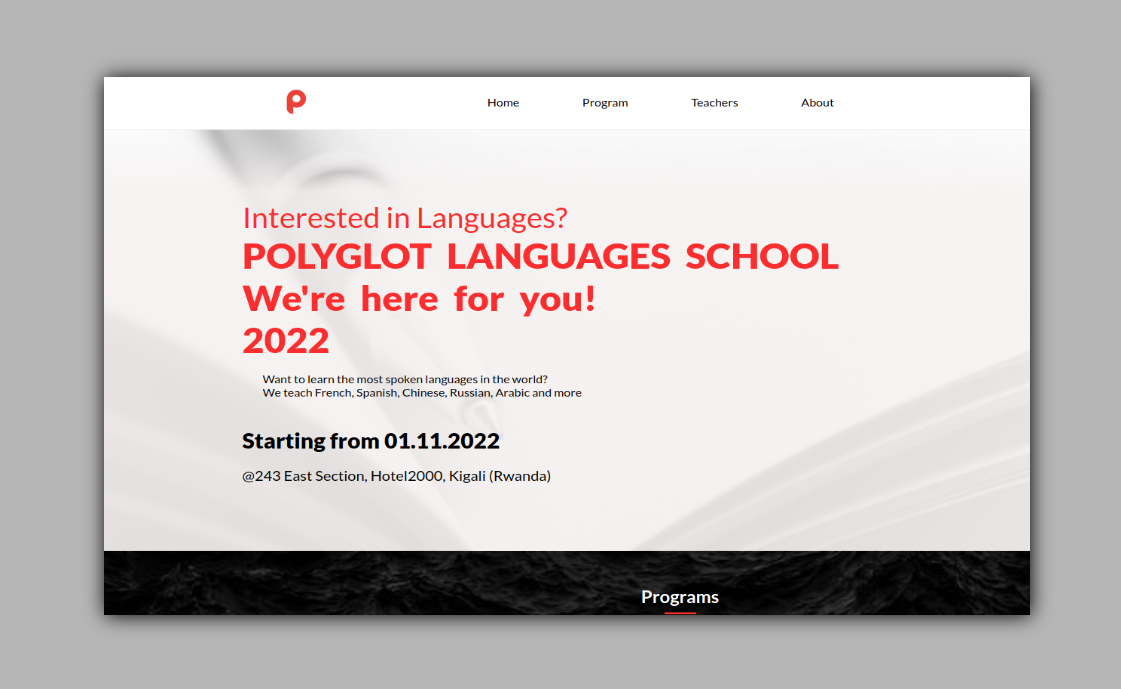 Home Program Teachers About
Interested in Languages?
POLYGLOT LANGUAGES SCHOOL
We're here for you!
2022
Want to learn the most spoken languages in the world?
We teach French, Spanish, Chinese, Russian, Arabic and more
Starting from 01.11.2022
@243 East Section, Hotel2000, Kigali (Rwanda)
Programs